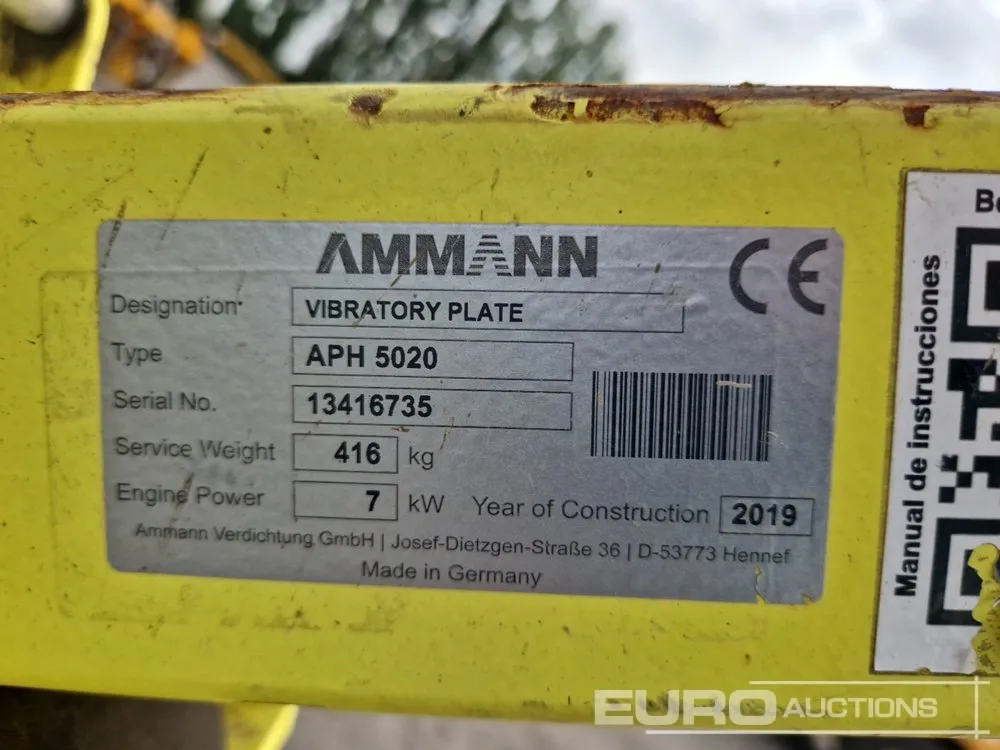 AMMANN
CE
Designation VIBRATORY PLATE
Type APH 5020
Serial No. 13416735
Service Weight 416 kg
Engine Power 7 kW Year of Construction 2019
Ammann Verdichtung GmbH | Josef-Dietzgen-Straße 36 | D-53773 Hennef
Made in Germany
Manual de instrucciones
EURO AUCTIONS